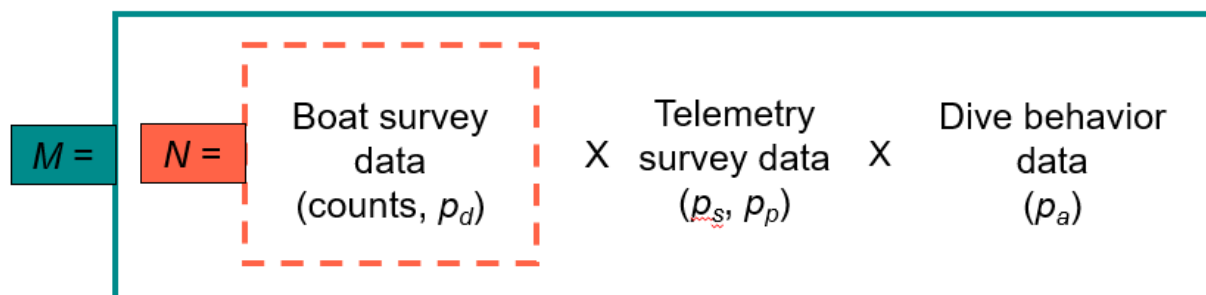 M =
N =
Boat survey
data
(counts, pd)
X
Telemetry
survey data
(ps, pp)
X
Dive behavior
data
(pa)